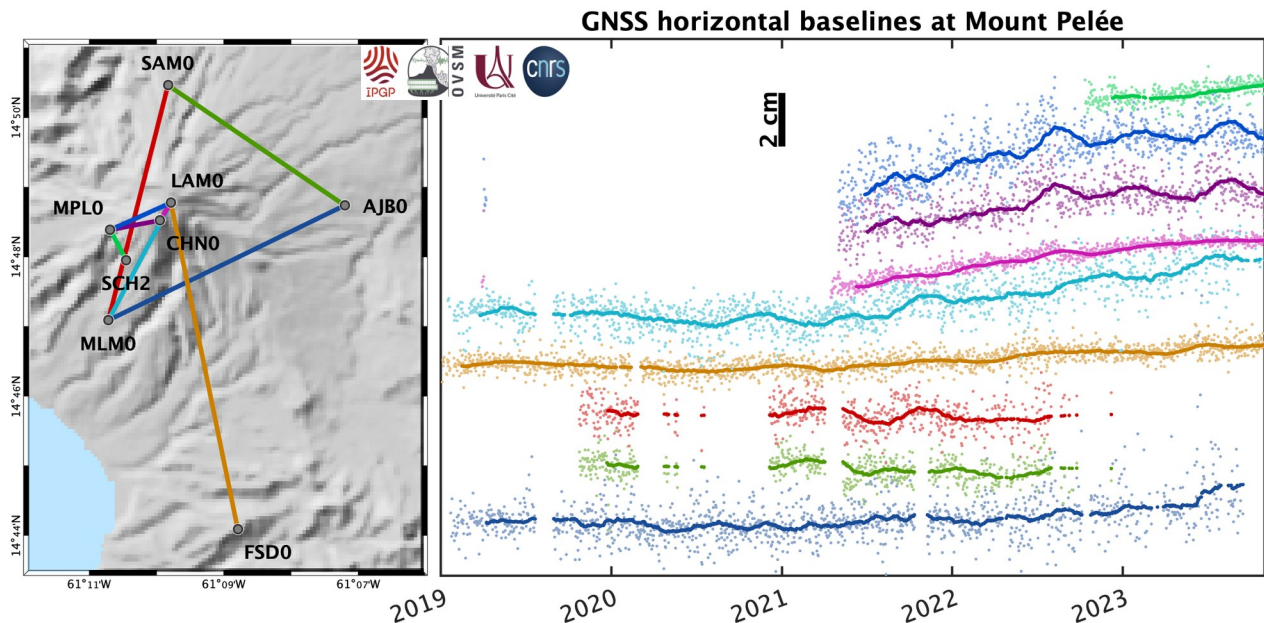 GNSS horizontal baselines at Mount Pelée
IPGP
OVSM
Université Paris Cité
cnrs
2 cm
SAM0
LAM0
MPL0
AJB0
CHN0
SCH2
MLM0
FSD0
14°50'N
14°48'N
14°46'N
14°44'N
61°11'W
61°09'W
61°07'W
2019
2020
2021
2022
2023